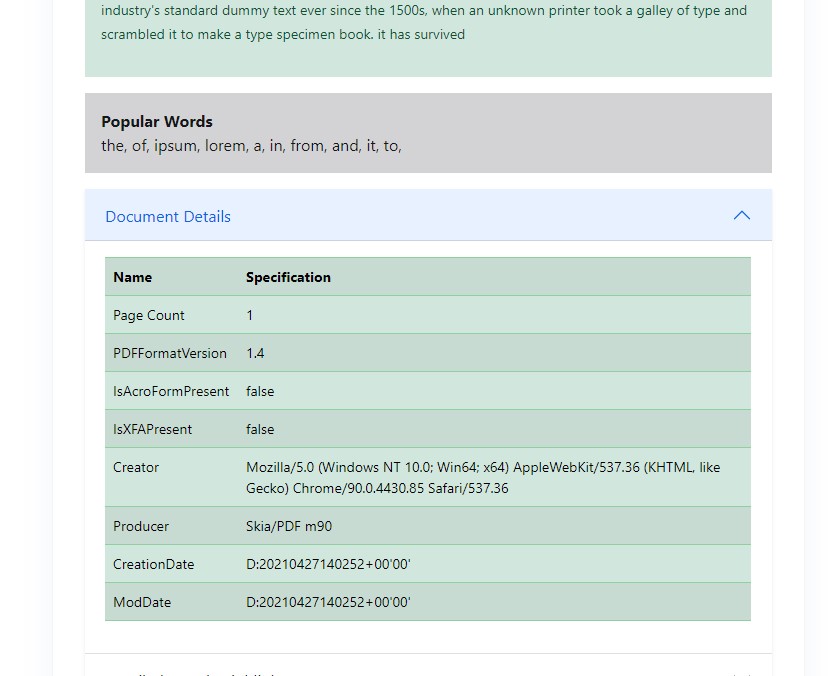 industry's standard dummy text ever since the 1500s, when an unknown printer took a galley of type and
scrambled it to make a type specimen book. it has survived
Popular Words
the, of, ipsum, lorem, a, in, from, and, it, to,
Document Details
Name Specification
Page Count 1
PDFFormatVersion 1.4
IsAcroFormPresent false
IsXFAPresent false
Creator Mozilla/5.0 (Windows NT 10.0; Win64; x64) AppleWebKit/537.36 (KHTML, like
Gecko) Chrome/90.0.4430.85 Safari/537.36
Producer Skia/PDF m90
CreationDate D:20210427140252+00'00'
ModDate D:20210427140252+00'00'